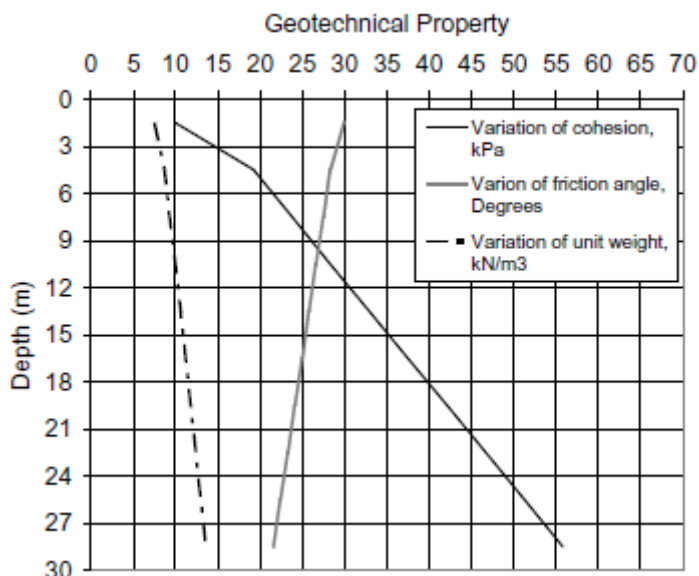 Geotechnical Property
0 5 10 15 20 25 30 35 40 45 50 55 60 65 70
0
3
6
9
12
15
18
21
24
27
30
Depth (m)
Variation of cohesion,
kPa
Varion of friction angle,
Degrees
Variation of unit weight,
kN/m3